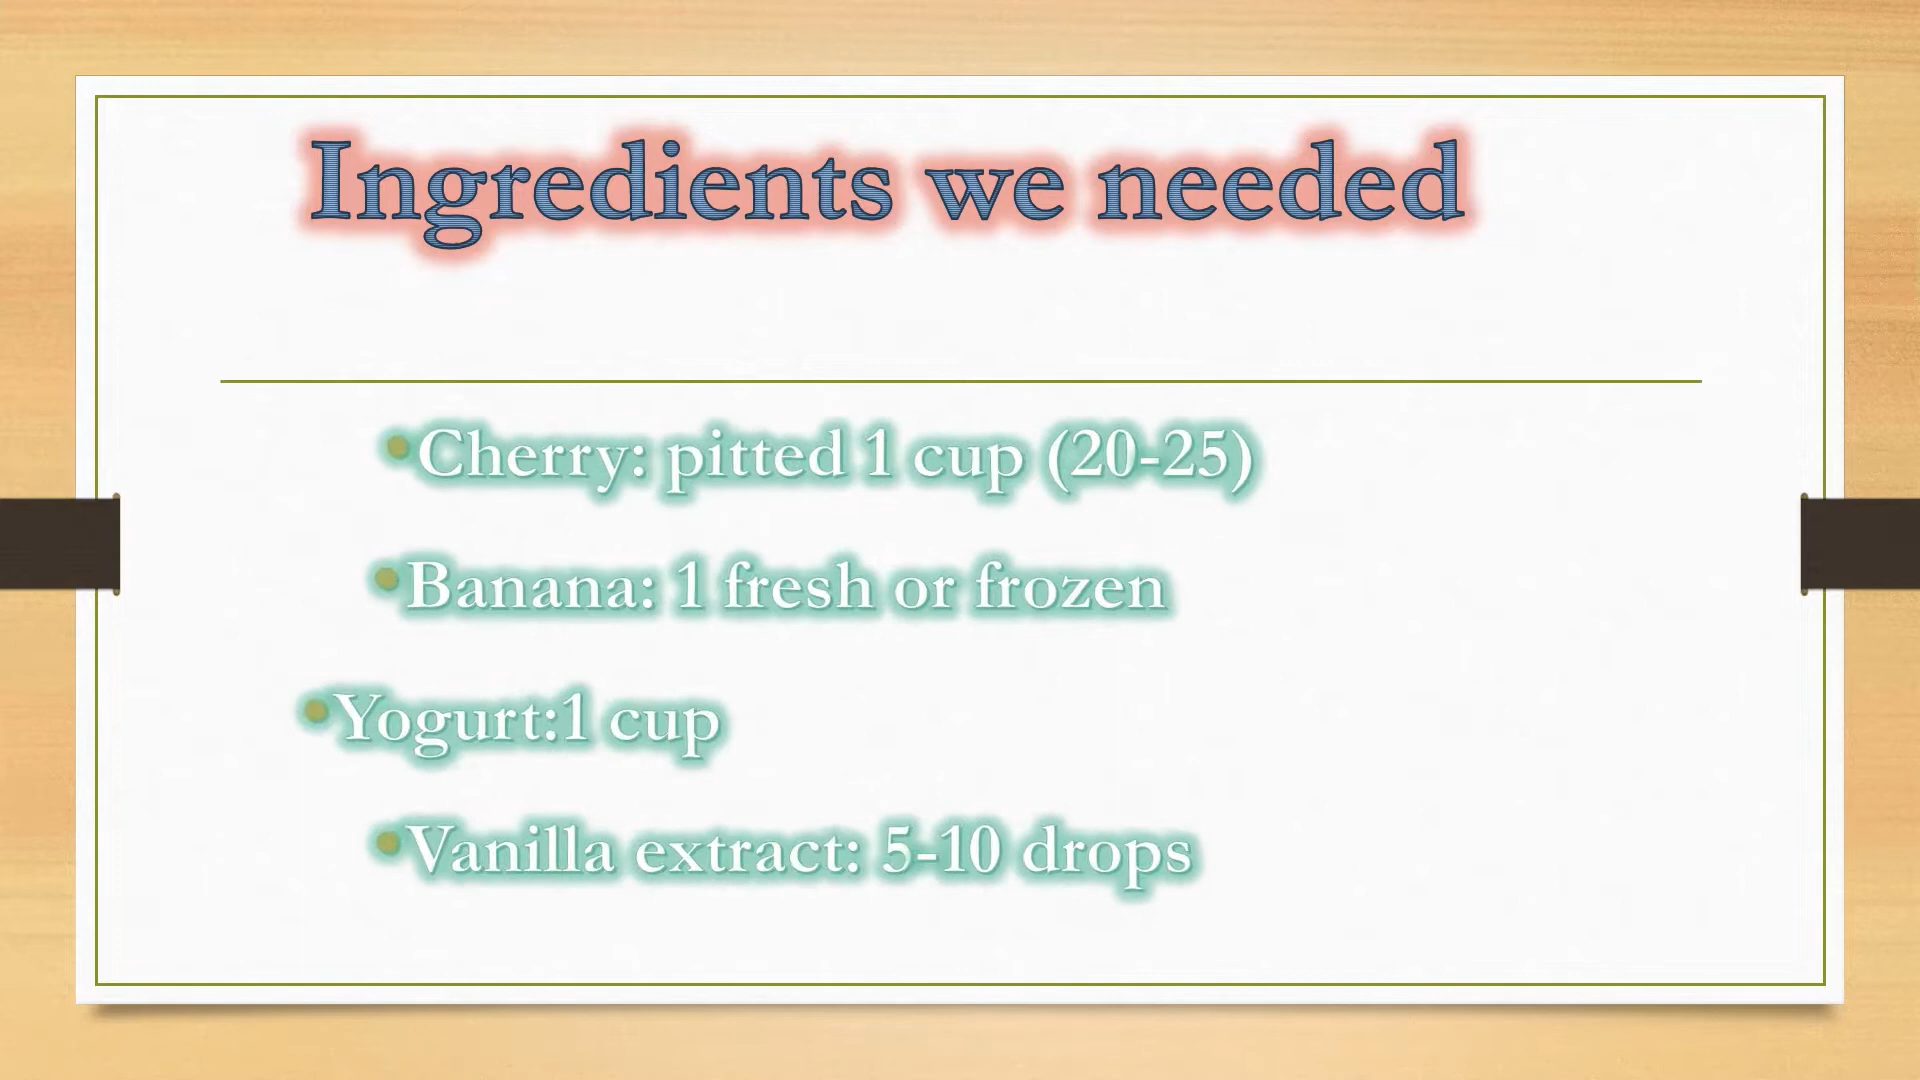 Ingredients we needed
•Cherry: pitted 1 cup (20-25)
•Banana: 1 fresh or frozen
•Yogurt:1 cup
•Vanilla extract: 5-10 drops